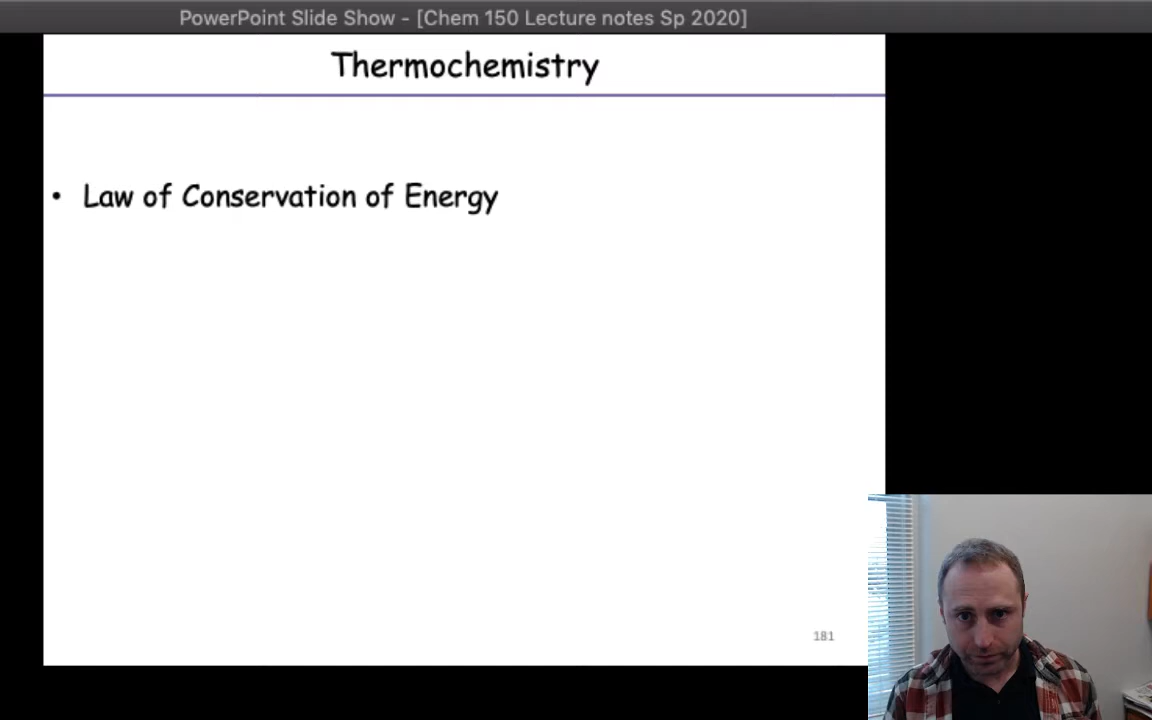 PowerPoint Slide Show - [Chem 150 Lecture notes Sp 2020]
Thermochemistry
• Law of Conservation of Energy
181